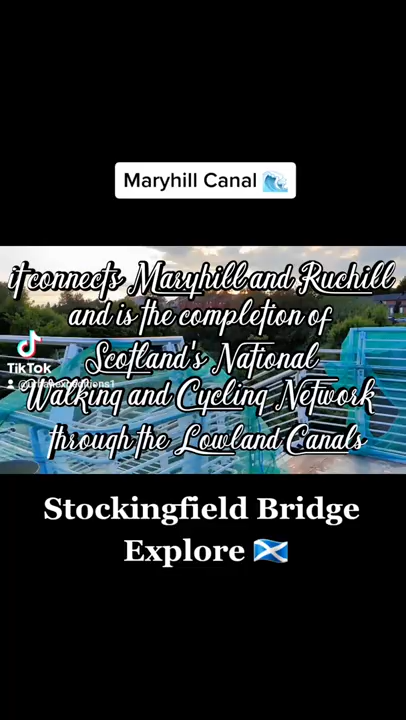 Maryhill Canal 🌊
it connects Maryhill and Ruchill
and is the completion of
Scotland's National
Walking and Cycling Network
through the Lowland Canals
TikTok
@urbanexpeditions1
Stockingfield Bridge
Explore 🏴󠁧󠁢󠁳󠁣󠁴󠁿